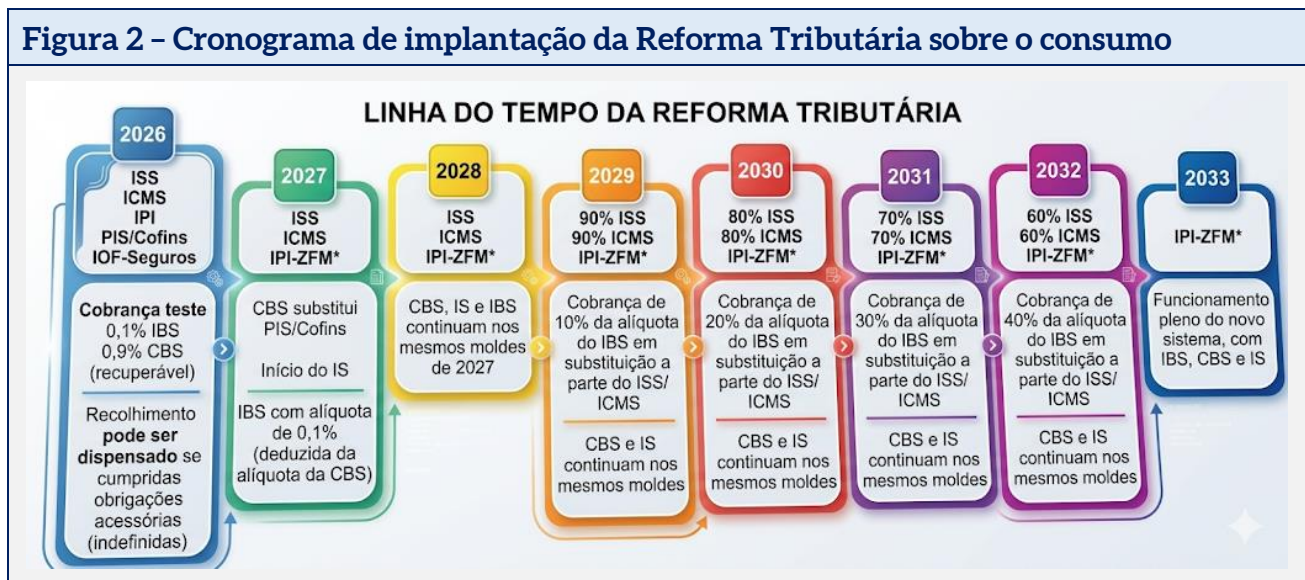 Figura 2 – Cronograma de implantação da Reforma Tributária sobre o consumo
LINHA DO TEMPO DA REFORMA TRIBUTÁRIA
2026
ISS
ICMS
IPI
PIS/Cofins
IOF-Seguros
Cobrança teste
0,1% IBS
0,9% CBS
(recuperável)
Recolhimento
pode ser
dispensado se
cumpridas
obrigações
acessórias
(indefinidas)
2027
ISS
ICMS
IPI-ZFM*
CBS substitui
PIS/Cofins
Início do IS
IBS com alíquota
de 0,1%
(deduzida da
alíquota da CBS)
2028
ISS
ICMS
IPI-ZFM*
CBS, IS e IBS
continuam nos
mesmos moldes
de 2027
2029
90% ISS
90% ICMS
IPI-ZFM*
Cobrança de
10% da alíquota
do IBS em
substituição a
parte do ISS/
ICMS
CBS e IS
continuam nos
mesmos moldes
2030
80% ISS
80% ICMS
IPI-ZFM*
Cobrança de
20% da alíquota
do IBS em
substituição a
parte do ISS/
ICMS
CBS e IS
continuam nos
mesmos moldes
2031
70% ISS
70% ICMS
IPI-ZFM*
Cobrança de
30% da alíquota
do IBS em
substituição a
parte do ISS/
ICMS
CBS e IS
continuam nos
mesmos moldes
2032
60% ISS
60% ICMS
IPI-ZFM*
Cobrança de
40% da alíquota
do IBS em
substituição a
parte do ISS/
ICMS
CBS e IS
continuam nos
mesmos moldes
2033
IPI-ZFM*
Funcionamento
pleno do novo
sistema, com
IBS, CBS e IS